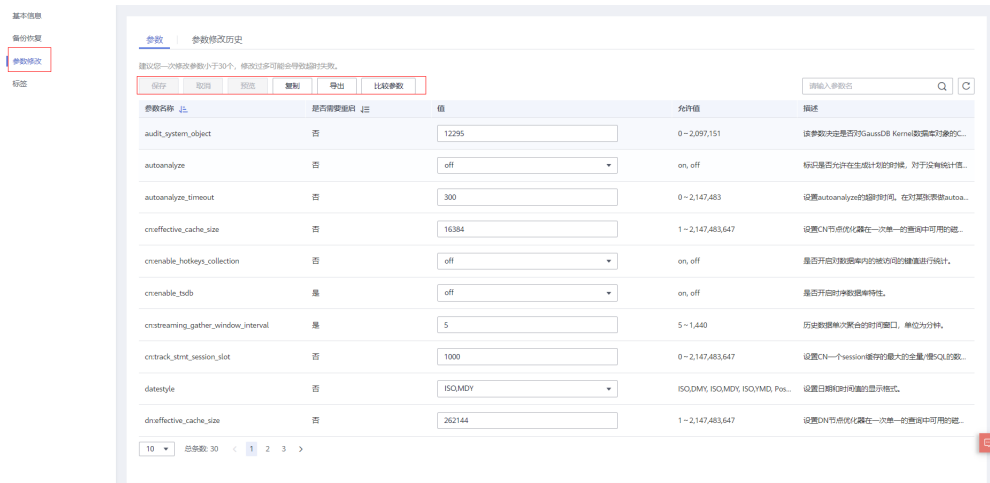 基本信息
备份恢复
参数修改
标签
参数 参数修改历史
建议您一次修改参数小于30个，修改过多可能会导致超时失败。
保存 取消 预览 复制 导出 比较参数 请输入参数名
参数名称 是否需要重启 值 允许值 描述
audit_system_object 否 12295 0 – 2,097,151 该参数决定是否对GaussDB Kernel数据库对象的C...
autoanalyze 否 off on, off 标识是否允许在生成计划的时候，对于没有统计信...
autoanalyze_timeout 否 300 0 – 2,147,483 设置autoanalyze的超时时间。在对某张表做autoa...
cn:effective_cache_size 否 16384 1 – 2,147,483,647 设置CN节点优化器在一次单一的查询中可用的磁...
cn:enable_hotkeys_collection 否 off on, off 是否开启对数据库内的被访问的键值进行统计。
cn:enable_tsdb 是 off on, off 是否开启时序数据库特性。
cn:streaming_gather_window_interval 是 5 5 – 1,440 历史数据单次聚合的时间窗口，单位为分钟。
cn:track_stmt_session_slot 否 1000 0 – 2,147,483,647 设置CN一个session缓存的最大的全量/慢SQL的数...
datestyle 否 ISO,MDY ISO,DMY, ISO,MDY, ISO,YMD, Pos... 设置日期和时间值的显示格式。
dn:effective_cache_size 否 262144 1 – 2,147,483,647 设置DN节点优化器在一次单一的查询中可用的磁...
10 总条数: 30 1 2 3